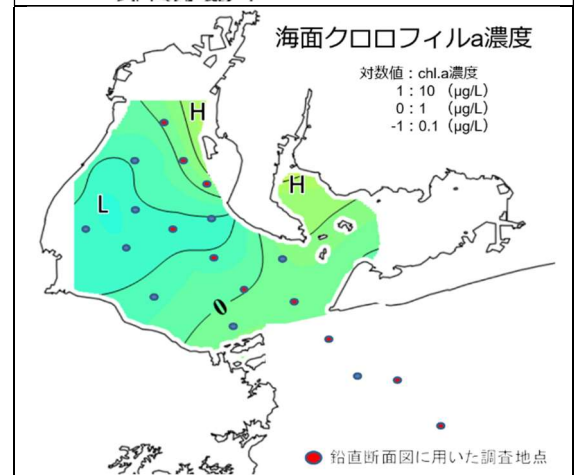 海面クロロフィルa濃度
対数値：chl.a濃度
1：10 （μg/L）
0：1 （μg/L）
-1：0.1（μg/L）
H
H
L
0
鉛直断面図に用いた調査地点